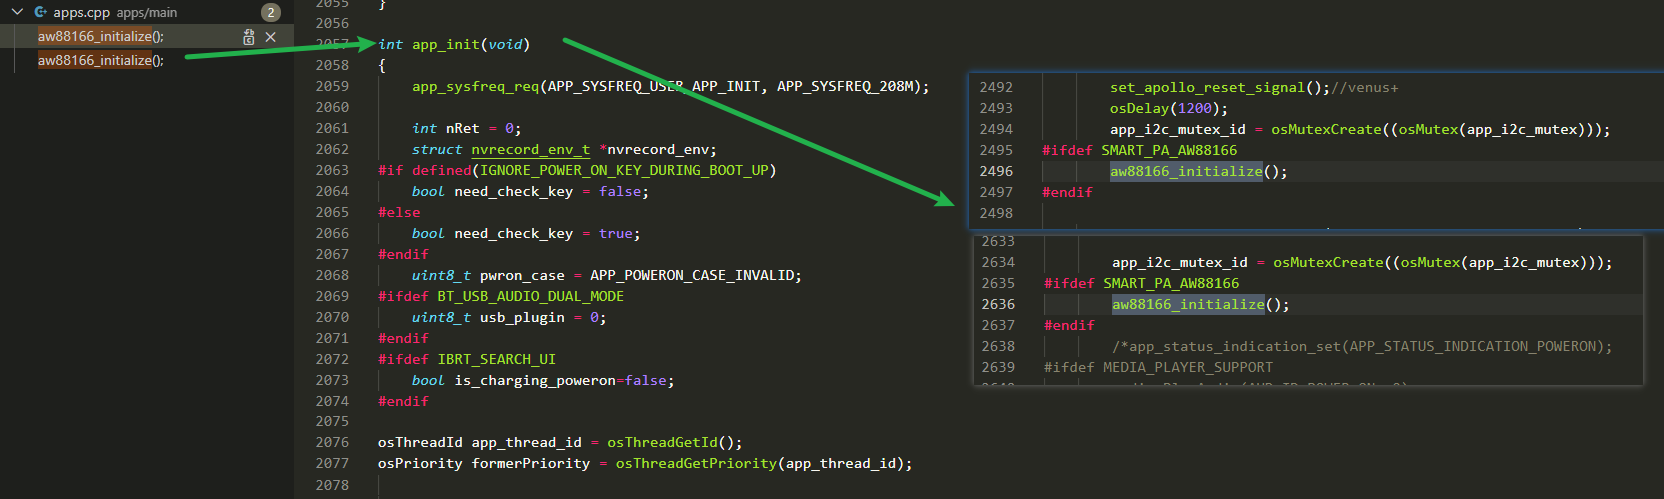 apps.cpp apps/main 2
aw88166_initialize();
aw88166_initialize();
2055 }
2056
2057 int app_init(void)
2058 {
2059 app_sysfreq_req(APP_SYSFREQ_USER_APP_INIT, APP_SYSFREQ_208M);
2060
2061 int nRet = 0;
2062 struct nvrecord_env_t *nvrecord_env;
2063 #if defined(IGNORE_POWER_ON_KEY_DURING_BOOT_UP)
2064 bool need_check_key = false;
2065 #else
2066 bool need_check_key = true;
2067 #endif
2068 uint8_t pwron_case = APP_POWERON_CASE_INVALID;
2069 #ifdef BT_USB_AUDIO_DUAL_MODE
2070 uint8_t usb_plugin = 0;
2071 #endif
2072 #ifdef IBRT_SEARCH_UI
2073 bool is_charging_poweron=false;
2074 #endif
2075
2076 osThreadId app_thread_id = osThreadGetId();
2077 osPriority formerPriority = osThreadGetPriority(app_thread_id);
2078
2492 set_apollo_reset_signal();//venus+
2493 osDelay(1200);
2494 app_i2c_mutex_id = osMutexCreate((osMutex(app_i2c_mutex)));
2495 #ifdef SMART_PA_AW88166
2496 aw88166_initialize();
2497 #endif
2498
2633
2634 app_i2c_mutex_id = osMutexCreate((osMutex(app_i2c_mutex)));
2635 #ifdef SMART_PA_AW88166
2636 aw88166_initialize();
2637 #endif
2638 /*app_status_indication_set(APP_STATUS_INDICATION_POWERON);
2639 #ifdef MEDIA_PLAYER_SUPPORT